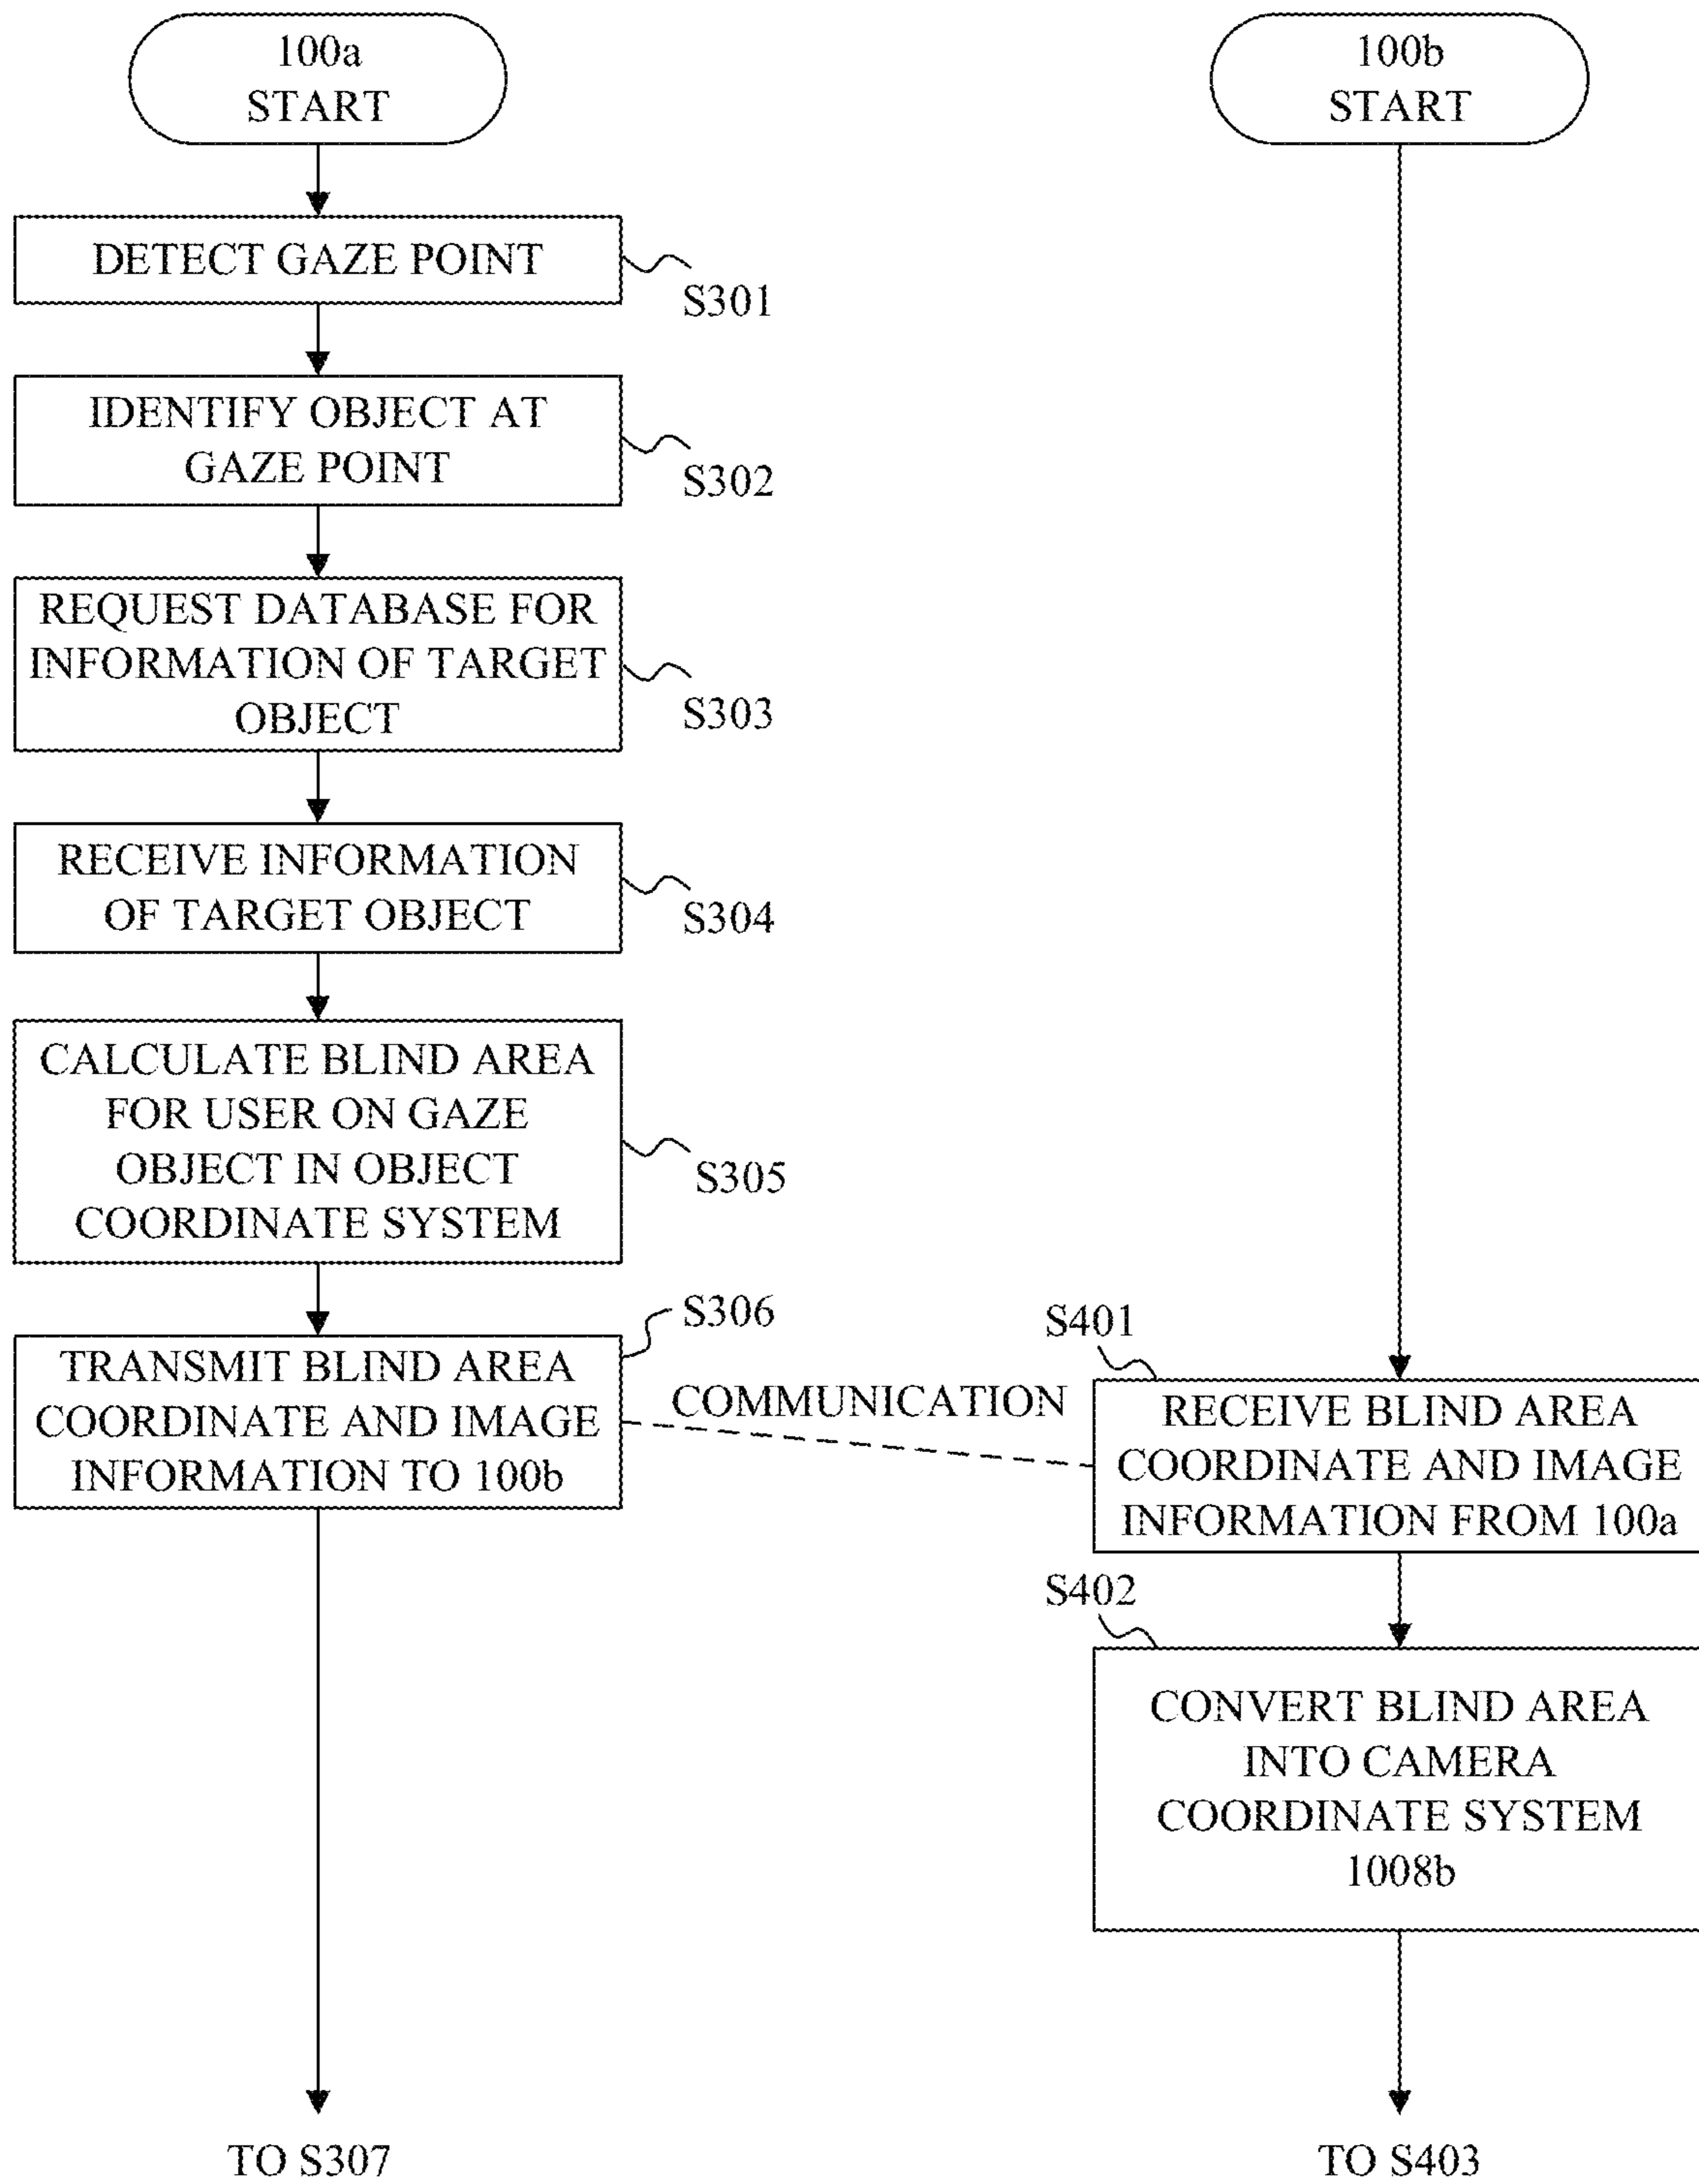 100a
START
DETECT GAZE POINT
S301
IDENTIFY OBJECT AT
GAZE POINT
S302
REQUEST DATABASE FOR
INFORMATION OF TARGET
OBJECT
S303
RECEIVE INFORMATION
OF TARGET OBJECT
S304
CALCULATE BLIND AREA
FOR USER ON GAZE
OBJECT IN OBJECT
COORDINATE SYSTEM
S305
S306
TRANSMIT BLIND AREA
COORDINATE AND IMAGE
INFORMATION TO 100b
TO S307
COMMUNICATION
100b
START
S401
RECEIVE BLIND AREA
COORDINATE AND IMAGE
INFORMATION FROM 100a
S402
CONVERT BLIND AREA
INTO CAMERA
COORDINATE SYSTEM
1008b
TO S403